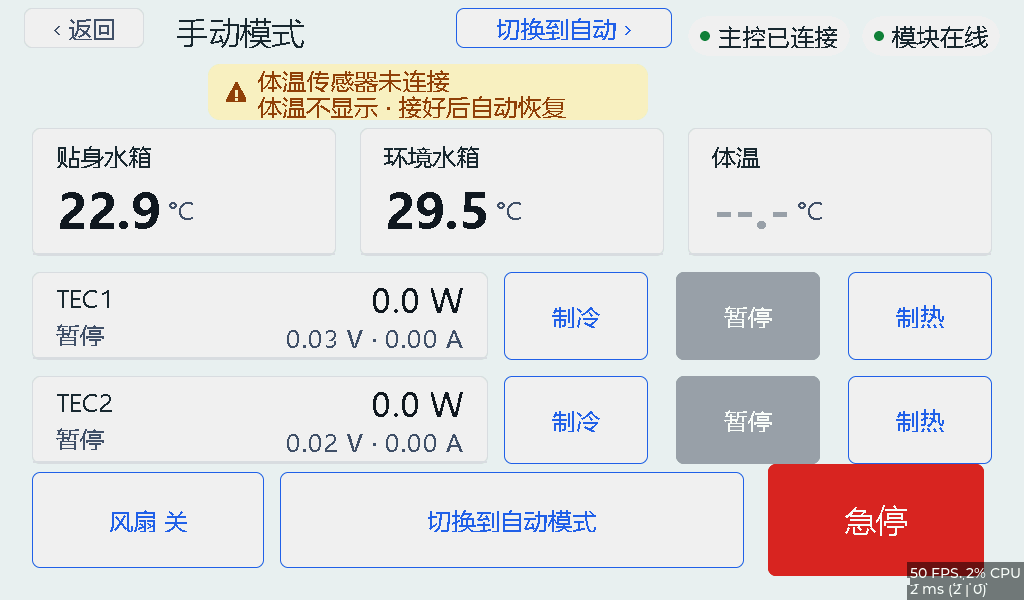 ‹ 返回
手动模式
切换到自动 ›
主控已连接
模块在线
体温传感器未连接
体温不显示 · 接好后自动恢复
贴身水箱
22.9 °C
环境水箱
29.5 °C
体温
--.- °C
TEC1
0.0 W
暂停
0.03 V · 0.00 A
制冷
暂停
制热
TEC2
0.0 W
暂停
0.02 V · 0.00 A
制冷
暂停
制热
风扇 关
切换到自动模式
急停
50 FPS, 2% CPU
2 ms (2 | 0)